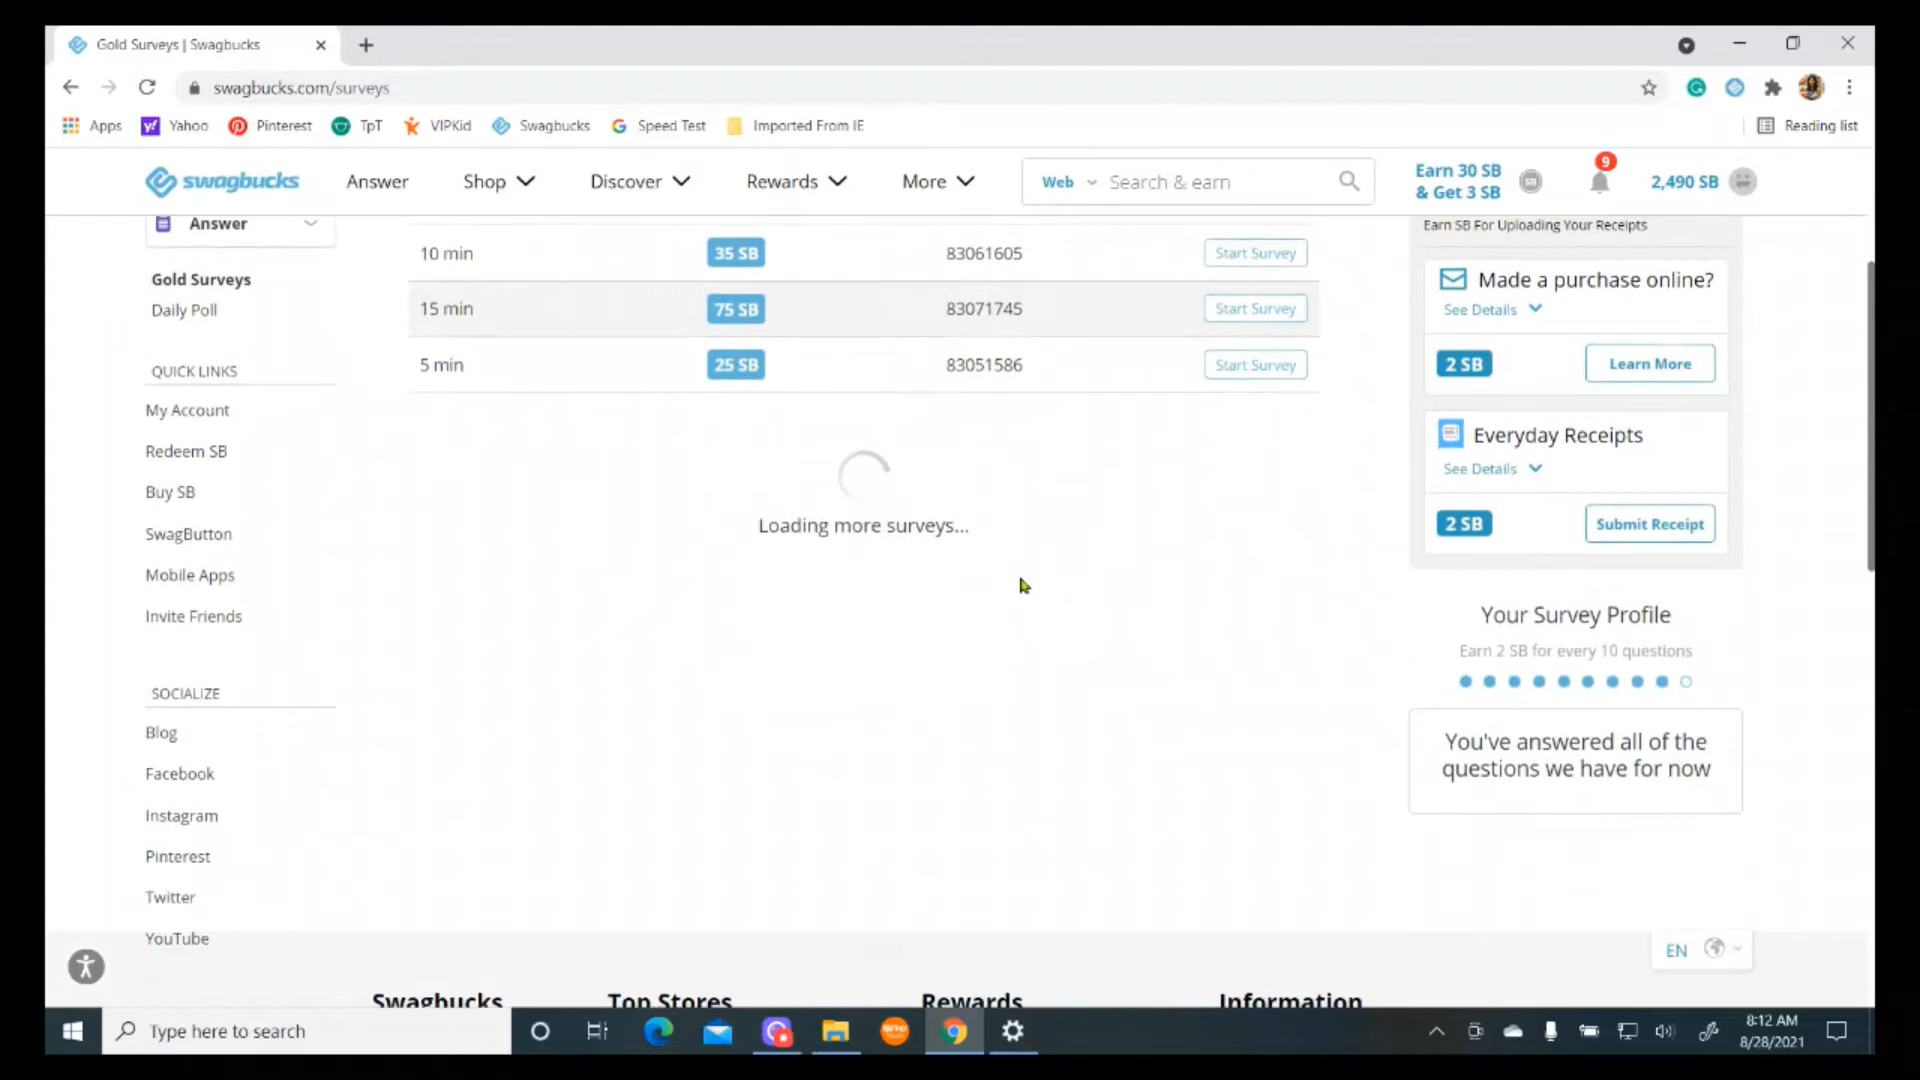 Gold Surveys | Swagbucks
swagbucks.com/surveys
Apps
Yahoo
Pinterest
TpT
VIPKid
Swagbucks
Speed Test
Imported From IE
Reading list
swagbucks
Answer
Shop
Discover
Rewards
More
Web
Search & earn
Earn 30 SB
& Get 3 SB
9
2,490 SB
Answer
Gold Surveys
Daily Poll
QUICK LINKS
My Account
Redeem SB
Buy SB
SwagButton
Mobile Apps
Invite Friends
SOCIALIZE
Blog
Facebook
Instagram
Pinterest
Twitter
YouTube
10 min 35 SB 83061605 Start Survey
15 min 75 SB 83071745 Start Survey
5 min 25 SB 83051586 Start Survey
Loading more surveys...
Earn SB For Uploading Your Receipts
Made a purchase online?
See Details
2 SB Learn More
Everyday Receipts
See Details
2 SB Submit Receipt
Your Survey Profile
Earn 2 SB for every 10 questions
You've answered all of the
questions we have for now
EN
Swagbucks
Top Stores
Rewards
Information
Type here to search
8:12 AM
8/28/2021